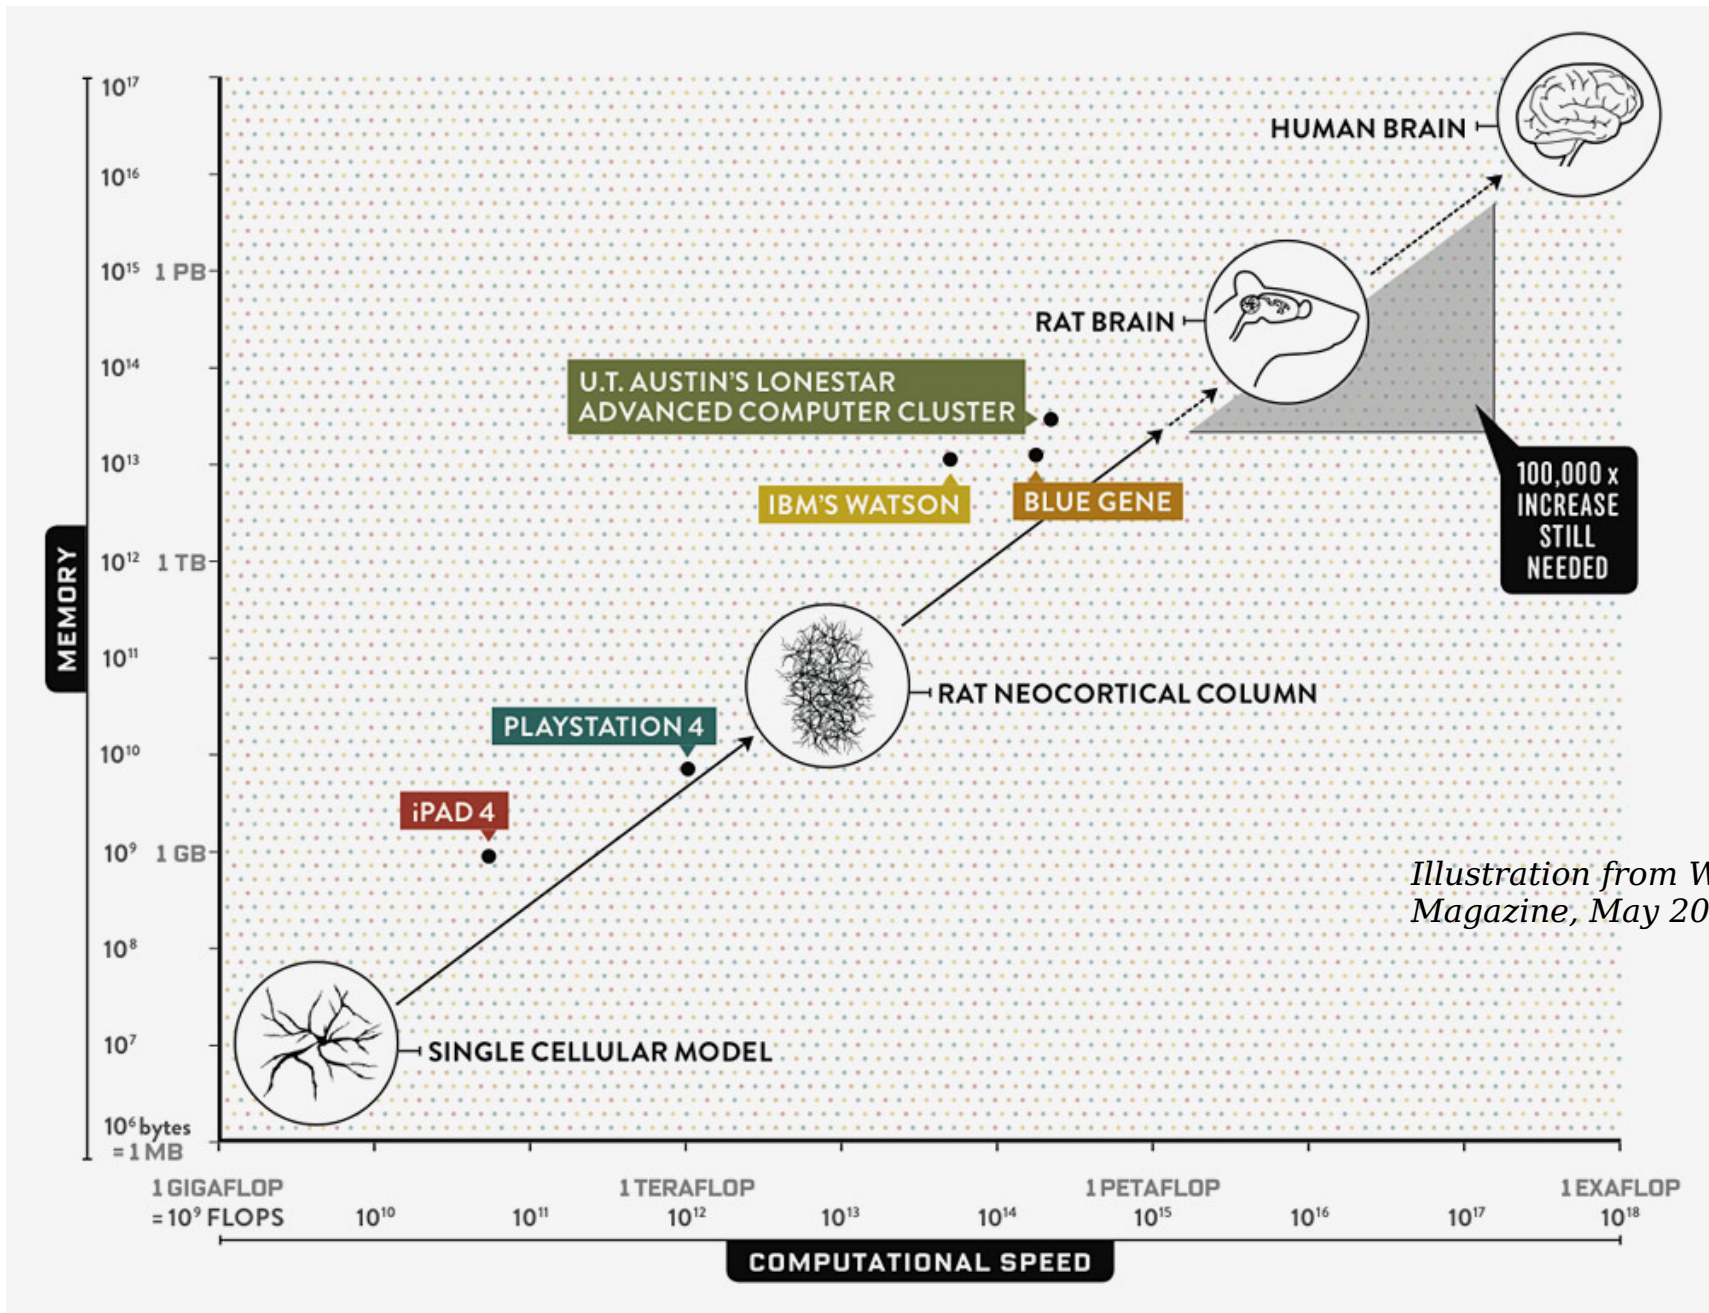 10¹⁷
10¹⁶
10¹⁵ 1 PB
10¹⁴
10¹³
10¹² 1 TB
10¹¹
10¹⁰
10⁹ 1 GB
10⁸
10⁷
10⁶ bytes
= 1 MB
MEMORY
HUMAN BRAIN
RAT BRAIN
U.T. AUSTIN'S LONESTAR
ADVANCED COMPUTER CLUSTER
IBM'S WATSON
BLUE GENE
100,000 x
INCREASE
STILL
NEEDED
RAT NEOCORTICAL COLUMN
PLAYSTATION 4
iPAD 4
Illustration from
Magazine, May
SINGLE CELLULAR MODEL
1 GIGAFLOP 1 TERAFLOP 1 PETAFLOP 1 EXAFLOP
= 10⁹ FLOPS 10¹⁰ 10¹¹ 10¹² 10¹³ 10¹⁴ 10¹⁵ 10¹⁶ 10¹⁷ 10¹⁸
COMPUTATIONAL SPEED